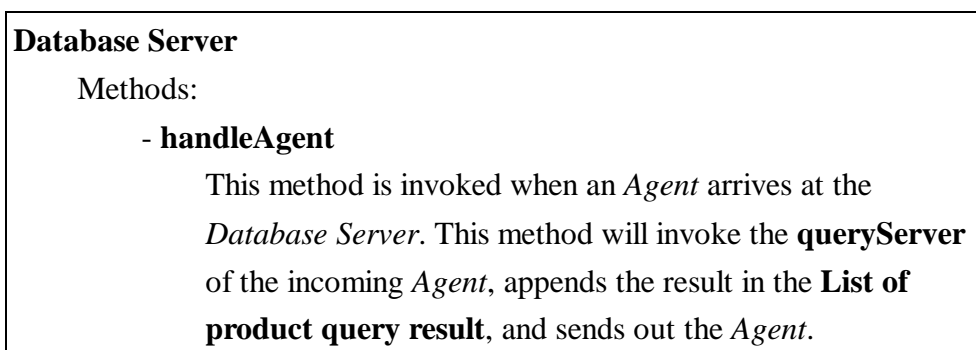 Database Server
Methods:
- handleAgent
This method is invoked when an Agent arrives at the
Database Server. This method will invoke the queryServer
of the incoming Agent, appends the result in the List of
product query result, and sends out the Agent.